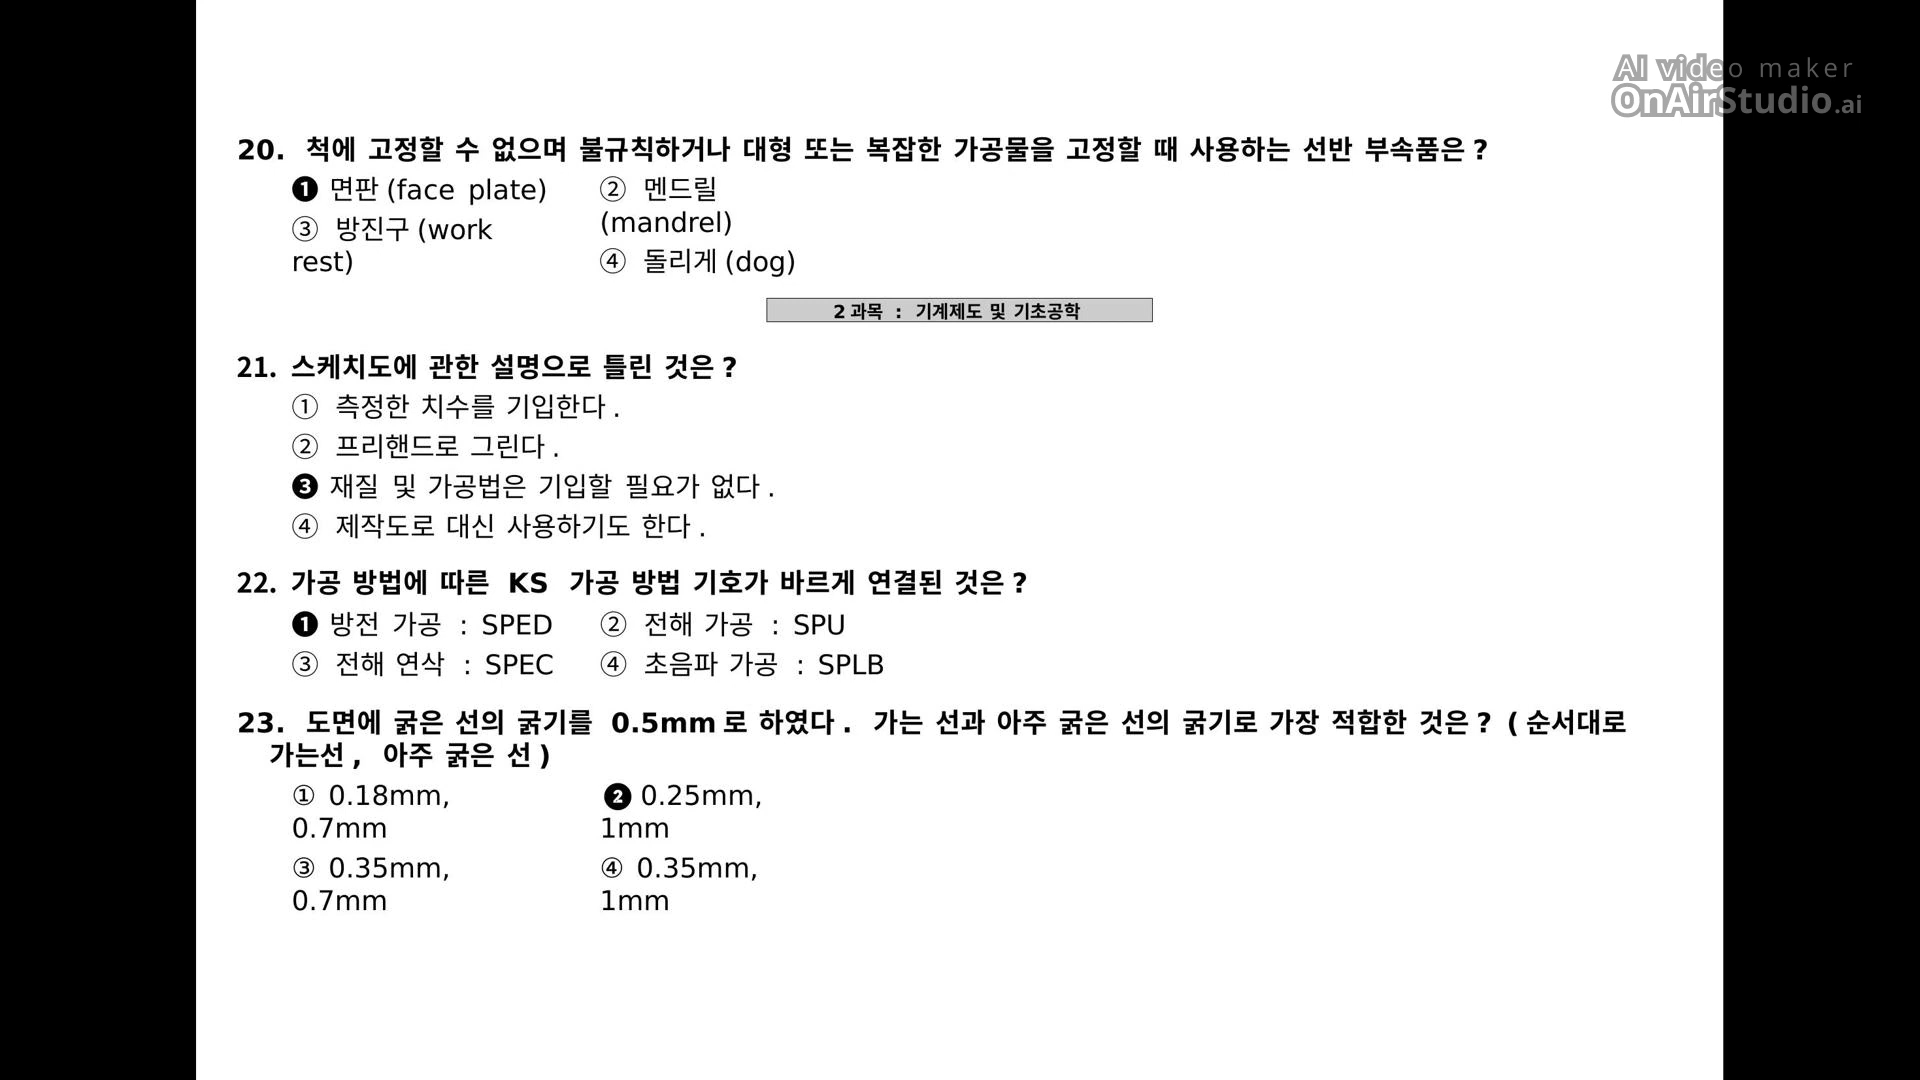 AI video maker
OnAirStudio.ai
20. 척에 고정할 수 없으며 불규칙하거나 대형 또는 복잡한 가공물을 고정할 때 사용하는 선반 부속품은?
❶ 면판(face plate)
② 멘드릴
(mandrel)
③ 방진구(work
rest)
④ 돌리게(dog)
2과목 : 기계제도 및 기초공학
21. 스케치도에 관한 설명으로 틀린 것은?
① 측정한 치수를 기입한다.
② 프리핸드로 그린다.
❸ 재질 및 가공법은 기입할 필요가 없다.
④ 제작도로 대신 사용하기도 한다.
22. 가공 방법에 따른 KS 가공 방법 기호가 바르게 연결된 것은?
❶ 방전 가공 : SPED ② 전해 가공 : SPU
③ 전해 연삭 : SPEC ④ 초음파 가공 : SPLB
23. 도면에 굵은 선의 굵기를 0.5mm로 하였다. 가는 선과 아주 굵은 선의 굵기로 가장 적합한 것은? (순서대로
가는선, 아주 굵은 선)
① 0.18mm,
0.7mm
❷ 0.25mm,
1mm
③ 0.35mm,
0.7mm
④ 0.35mm,
1mm